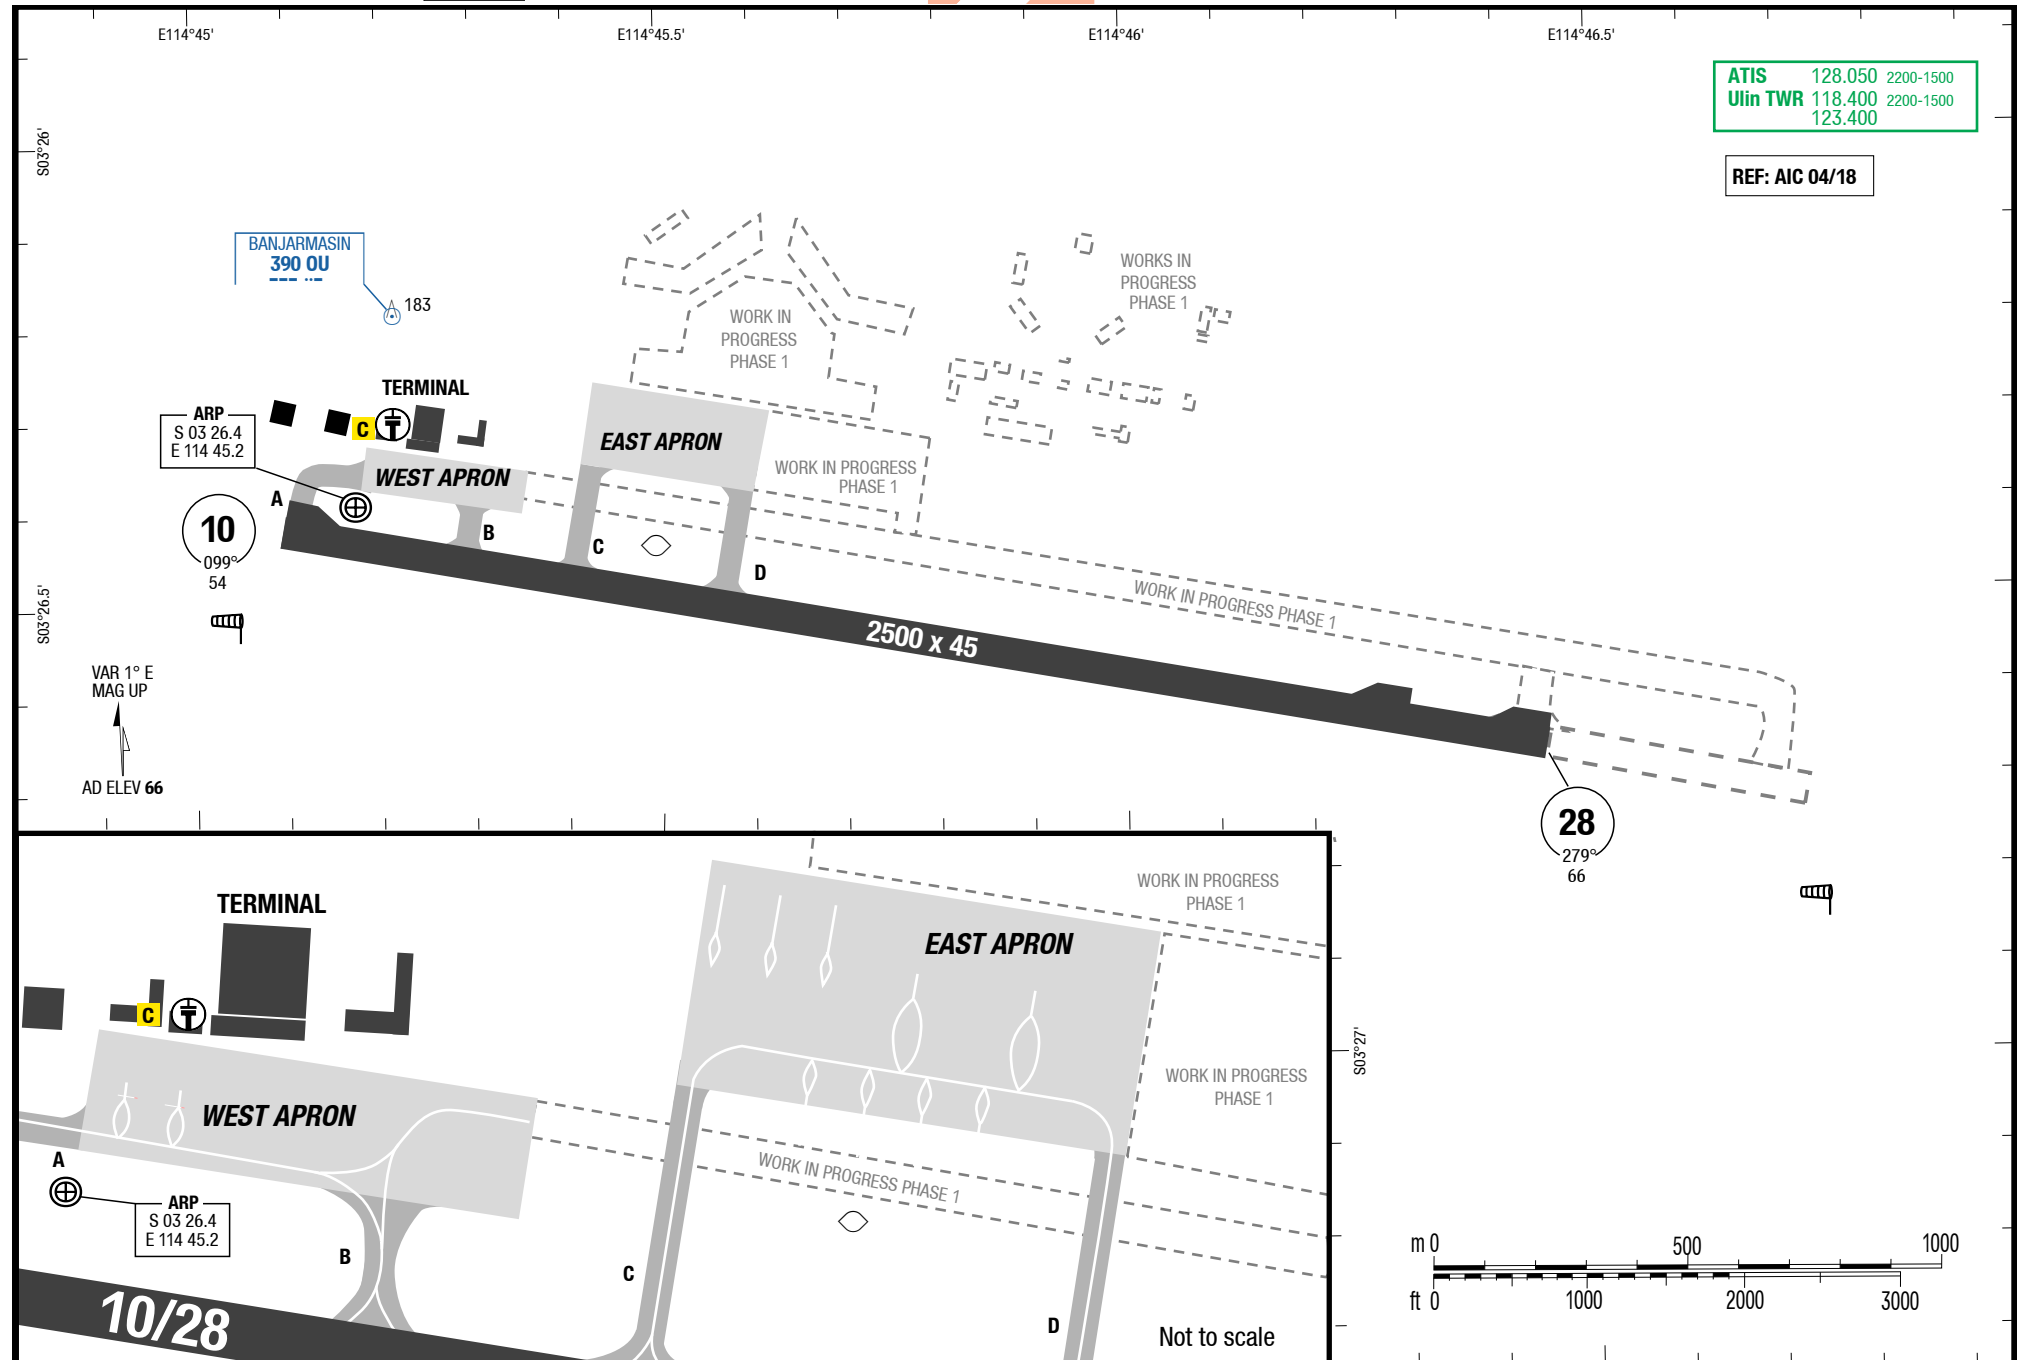 E114°45'
E114°45.5'
E114°46'
E114°46.5'
ATIS 128.050 2200-1500
Ulin TWR 118.400 2200-1500
123.400
REF: AIC 04/18
S03°26'
BANJARMASIN
390 OU
183
WORK IN
PROGRESS
PHASE 1
WORKS IN
PROGRESS
PHASE 1
TERMINAL
ARP
S 03 26.4
E 114 45.2
C
EAST APRON
WEST APRON
WORK IN PROGRESS
PHASE 1
A
B
C
D
10
099°
54
WORK IN PROGRESS PHASE 1
2500 x 45
S03°26.5'
VAR 1° E
MAG UP
AD ELEV 66
28
279°
66
TERMINAL
C
WEST APRON
EAST APRON
WORK IN PROGRESS
PHASE 1
WORK IN PROGRESS
PHASE 1
WORK IN PROGRESS PHASE 1
A
ARP
S 03 26.4
E 114 45.2
B
C
D
10/28
Not to scale
S03°27'
m 0 500 1000
ft 0 1000 2000 3000